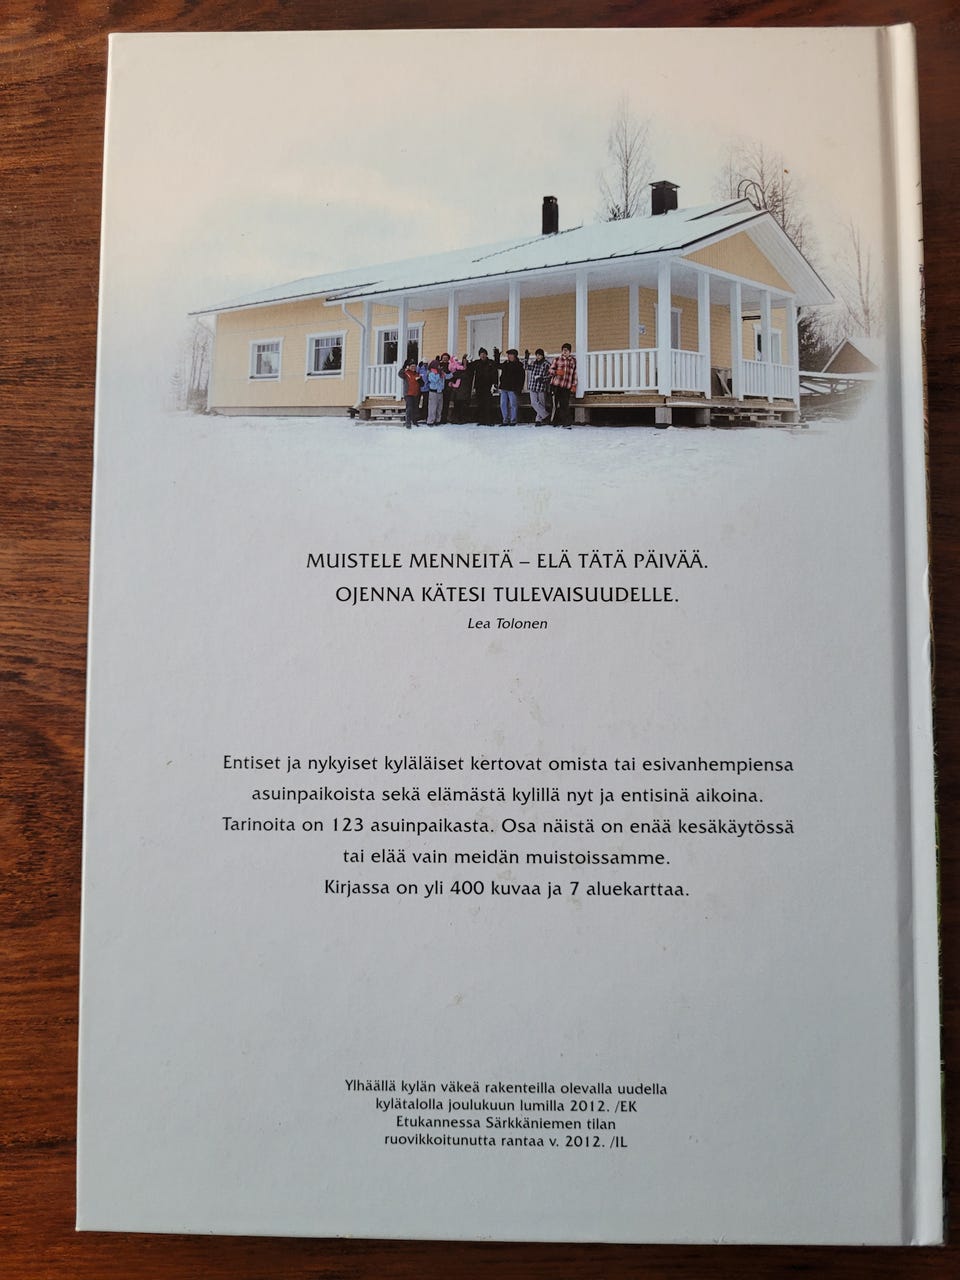 MUISTELE MENNEITÄ – ELÄ TÄTÄ PÄIVÄÄ.
OJENNA KÄTESI TULEVAISUUDELLE.
Lea Tolonen
Entiset ja nykyiset kyläläiset kertovat omista tai esivanhempiensa
asuinpaikoista sekä elämästä kylillä nyt ja entisinä aikoina.
Tarinoita on 123 asuinpaikasta. Osa näistä on enää kesäkäytössä
tai elää vain meidän muistoissamme.
Kirjassa on yli 400 kuvaa ja 7 aluekarttaa.
Ylhäällä kylän väkeä rakenteilla olevalla uudella
kylätalolla joulukuun lumilla 2012. /EK
Etukannessa Särkkäniemen tilan
ruovikkoitunutta rantaa v. 2012. /IL